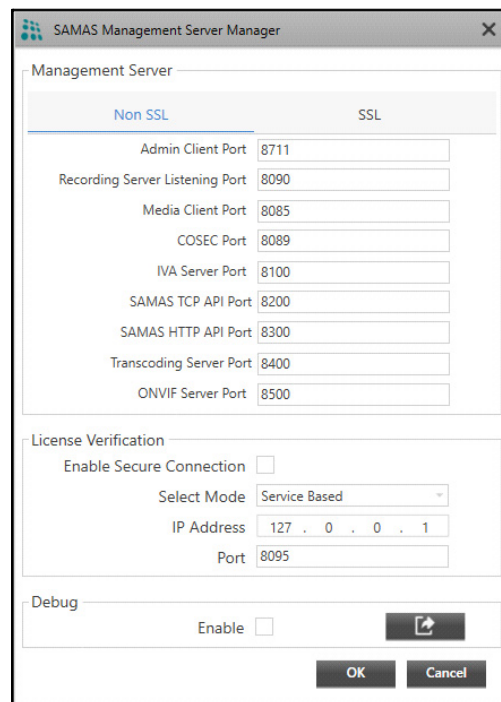 SAMAS Management Server Manager
Management Server
Non SSL SSL
Admin Client Port 8711
Recording Server Listening Port 8090
Media Client Port 8085
COSEC Port 8089
IVA Server Port 8100
SAMAS TCP API Port 8200
SAMAS HTTP API Port 8300
Transcoding Server Port 8400
ONVIF Server Port 8500
License Verification
Enable Secure Connection
Select Mode Service Based
IP Address 127 . 0 . 0 . 1
Port 8095
Debug
Enable
OK Cancel